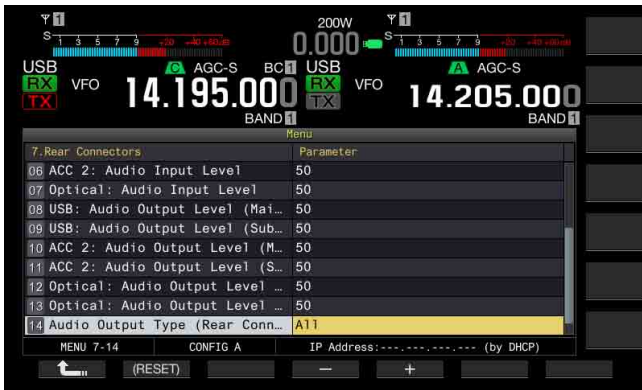 1 200W 1
S 1 3 5 7 9 +20 +40 +60dB 0.000 S 1 3 5 7 9 +20 +40 +60dB
USB C AGC-S BC1 USB A AGC-S
RX VFO 14.195.000 RX VFO 14.205.000
TX TX
BAND 1 BAND 1
Menu
7.Rear Connectors Parameter
06 ACC 2: Audio Input Level 50
07 Optical: Audio Input Level 50
08 USB: Audio Output Level (Mai… 50
09 USB: Audio Output Level (Sub… 50
10 ACC 2: Audio Output Level (M… 50
11 ACC 2: Audio Output Level (S… 50
12 Optical: Audio Output Level … 50
13 Optical: Audio Output Level … 50
14 Audio Output Type (Rear Conn… All
MENU 7-14 CONFIG A IP Address:---.---.---.--- (by DHCP)
(RESET) − +